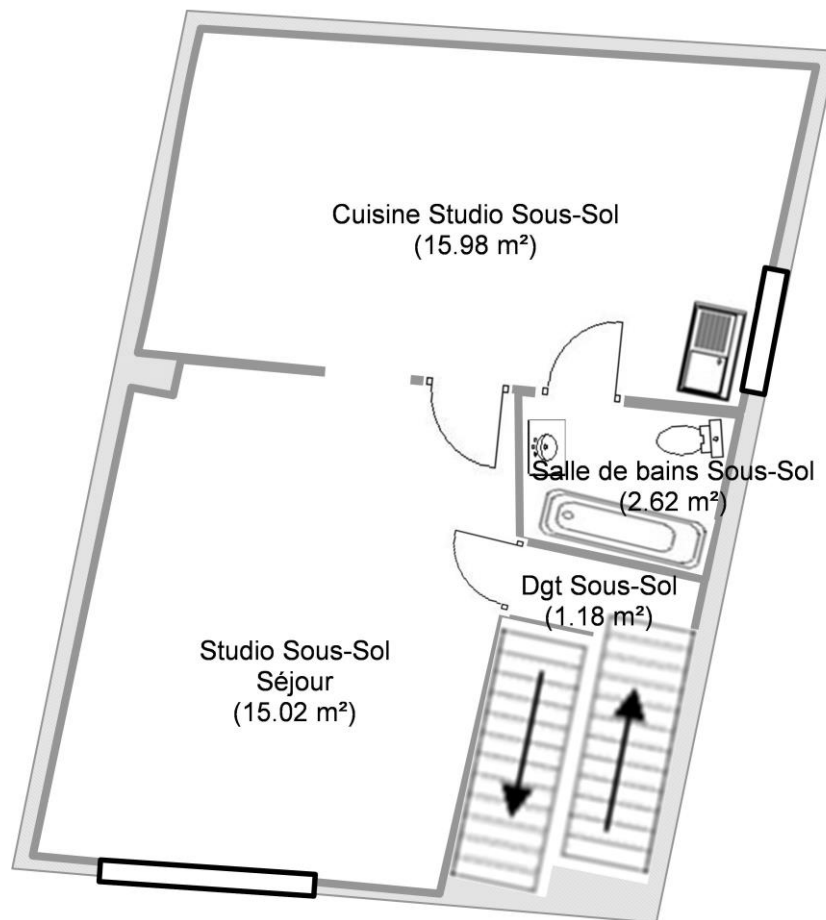 Cuisine Studio Sous-Sol
(15.98 m²)
Salle de bains Sous-Sol
(2.62 m²)
Dgt Sous-Sol
(1.18 m²)
Studio Sous-Sol
Séjour
(15.02 m²)